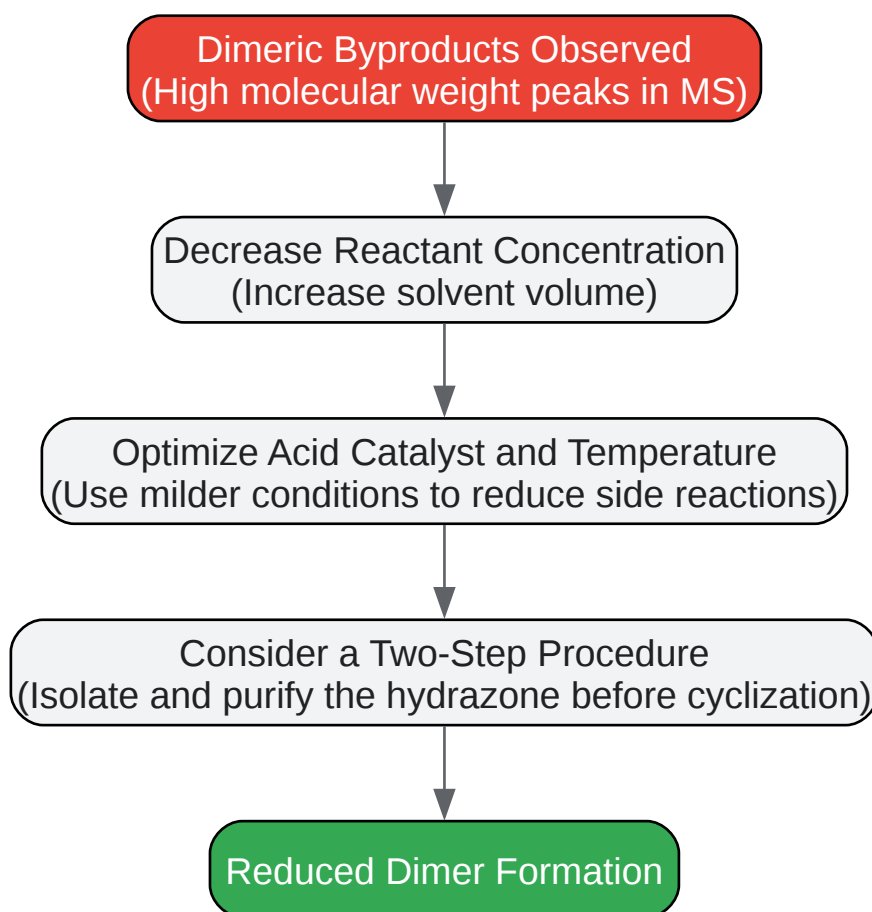 Dimeric Byproducts Observed
(High molecular weight peaks in MS)
Decrease Reactant Concentration
(Increase solvent volume)
Optimize Acid Catalyst and Temperature
(Use milder conditions to reduce side reactions)
Consider a Two-Step Procedure
(Isolate and purify the hydrazone before cyclization)
Reduced Dimer Formation